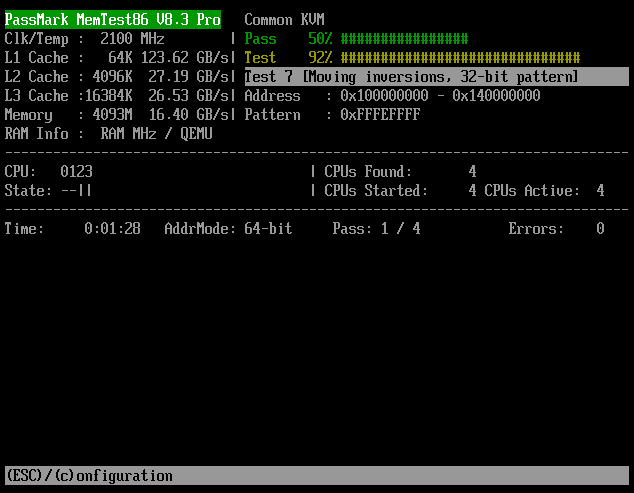 PassMark MemTest86 V8.3 Pro   Common KVM
Clk/Temp :  2100 MHz        | Pass    50% ################
L1 Cache :   64K 123.62 GB/s| Test    92% ##############################
L2 Cache : 4096K  27.19 GB/s| Test 7 [Moving inversions, 32-bit pattern]
L3 Cache :16384K  26.53 GB/s| Address   : 0x100000000 - 0x140000000
Memory   : 4093M  16.40 GB/s| Pattern   : 0xFFFEFFFF
RAM Info :  RAM MHz / QEMU
------------------------------------------------------------------------------
CPU:   0123                           | CPUs Found:       4
State: --||                           | CPUs Started:     4 CPUs Active:  4
------------------------------------------------------------------------------
Time:     0:01:28   AddrMode: 64-bit     Pass: 1 / 4           Errors:    0
(ESC)/(c)onfiguration